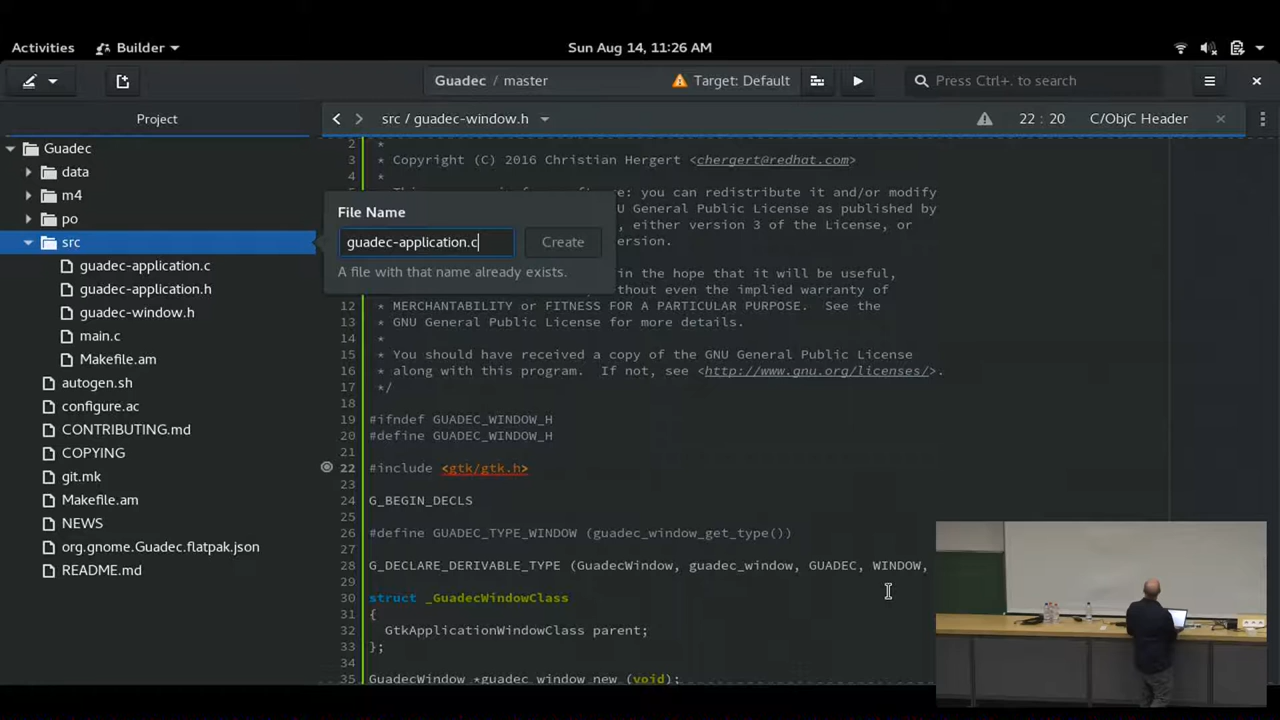 Activities Builder Sun Aug 14, 11:26 AM
Guadec / master Target: Default Press Ctrl+. to search
Project
src / guadec-window.h 22 : 20 C/ObjC Header
Guadec
data
m4
po
src
guadec-application.c
guadec-application.h
guadec-window.h
main.c
Makefile.am
autogen.sh
configure.ac
CONTRIBUTING.md
COPYING
git.mk
Makefile.am
NEWS
org.gnome.Guadec.flatpak.json
README.md
File Name
guadec-application.c Create
A file with that name already exists.
2 *
3 * Copyright (C) 2016 Christian Hergert <chergert@redhat.com>
4 *
you can redistribute it and/or modify
General Public License as published by
, either version 3 of the License, or
ersion.
in the hope that it will be useful,
thout even the implied warranty of
12 * MERCHANTABILITY or FITNESS FOR A PARTICULAR PURPOSE. See the
13 * GNU General Public License for more details.
14 *
15 * You should have received a copy of the GNU General Public License
16 * along with this program. If not, see <http://www.gnu.org/licenses/>.
17 */
18
19 #ifndef GUADEC_WINDOW_H
20 #define GUADEC_WINDOW_H
21
22 #include <gtk/gtk.h>
23
24 G_BEGIN_DECLS
25
26 #define GUADEC_TYPE_WINDOW (guadec_window_get_type())
27
28 G_DECLARE_DERIVABLE_TYPE (GuadecWindow, guadec_window, GUADEC, WINDOW,
29
30 struct _GuadecWindowClass
31 {
32 GtkApplicationWindowClass parent;
33 };
34
35 GuadecWindow *guadec_window_new (void);